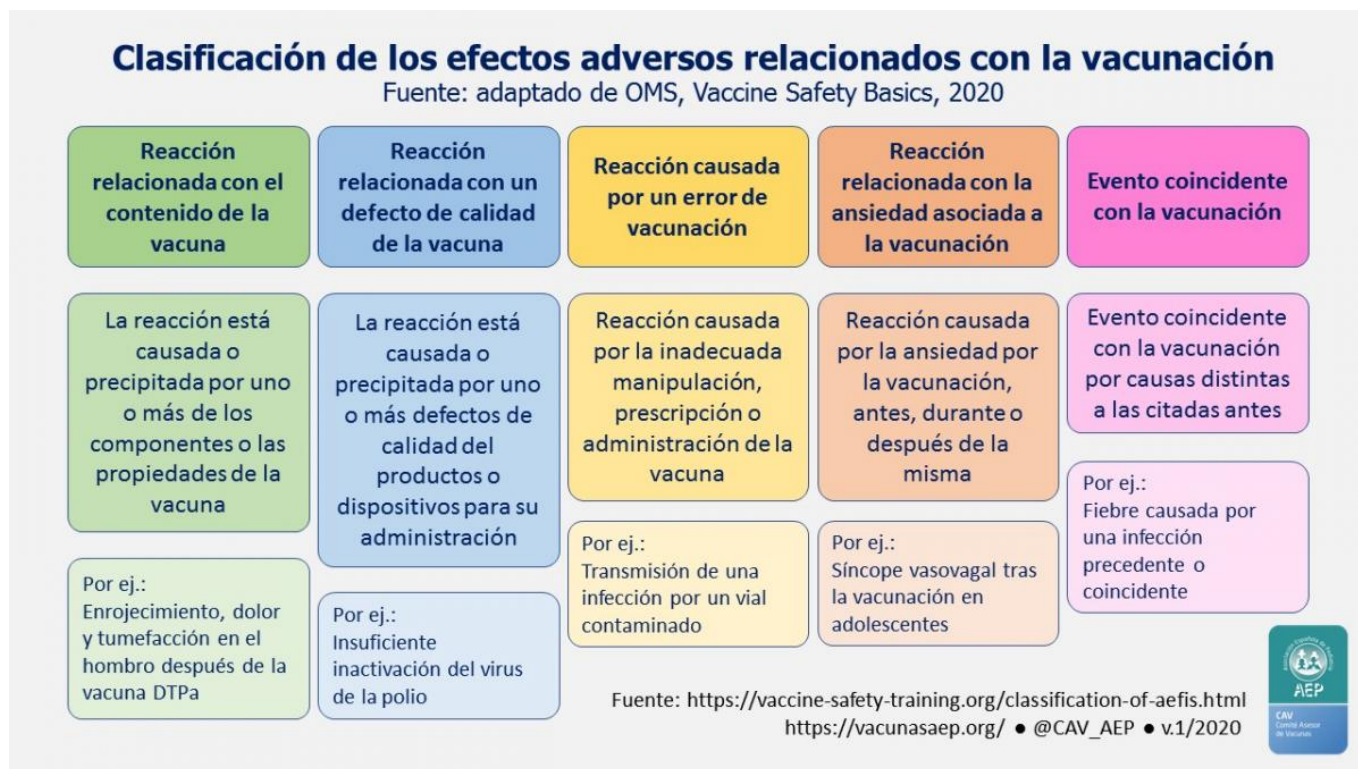 Clasificación de los efectos adversos relacionados con la vacunación
Fuente: adaptado de OMS, Vaccine Safety Basics, 2020
Reacción
relacionada con el
contenido de la
vacuna
La reacción está
causada o
precipitada por uno
o más de los
componentes o las
propiedades de la
vacuna
Por ej.:
Enrojecimiento, dolor
y tumefacción en el
hombro después de la
vacuna DTPa
Reacción
relacionada con un
defecto de calidad
de la vacuna
La reacción está
causada o
precipitada por uno
o más defectos de
calidad del
productos o
dispositivos para su
administración
Por ej.:
Insuficiente
inactivación del virus
de la polio
Reacción causada
por un error de
vacunación
Reacción causada
por la inadecuada
manipulación,
prescripción o
administración de la
vacuna
Por ej.:
Transmisión de una
infección por un vial
contaminado
Reacción
relacionada con la
ansiedad asociada a
la vacunación
Reacción causada
por la ansiedad por
la vacunación,
antes, durante o
después de la
misma
Por ej.:
Síncope vasovagal tras
la vacunación en
adolescentes
Evento coincidente
con la vacunación
Evento coincidente
con la vacunación
por causas distintas
a las citadas antes
Por ej.:
Fiebre causada por
una infección
precedente o
coincidente
Fuente: https://vaccine-safety-training.org/classification-of-aefis.html
https://vacunasaep.org/ ● @CAV_AEP ● v.1/2020
Asociación Española de Pediatría
AEP
CAV
Comité Asesor
de Vacunas